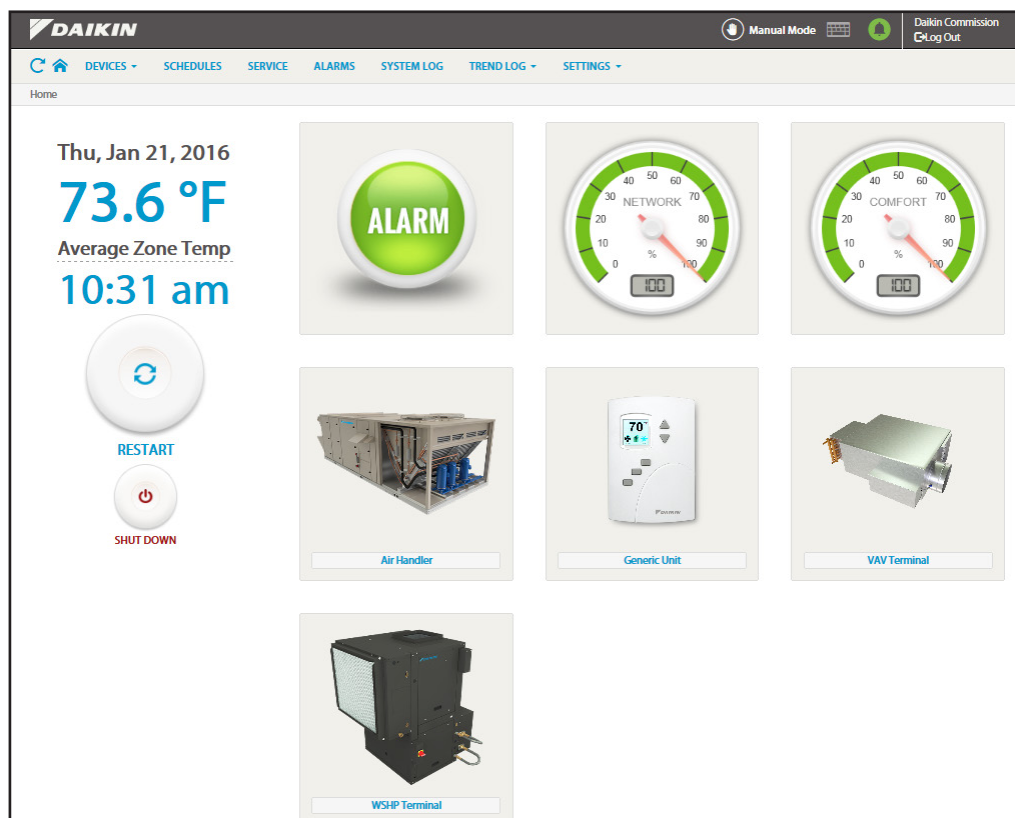 DAIKIN
Manual Mode
Daikin Commission
Log Out
DEVICES SCHEDULES SERVICE ALARMS SYSTEM LOG TREND LOG SETTINGS
Home
Thu, Jan 21, 2016
73.6 °F
Average Zone Temp
10:31 am
RESTART
SHUT DOWN
ALARM
0 10 20 30 40 50 60 70 80 90 100
NETWORK
%
100
0 10 20 30 40 50 60 70 80 90 100
COMFORT
%
100
Air Handler
70°
DAIKIN
Generic Unit
VAV Terminal
WSHP Terminal